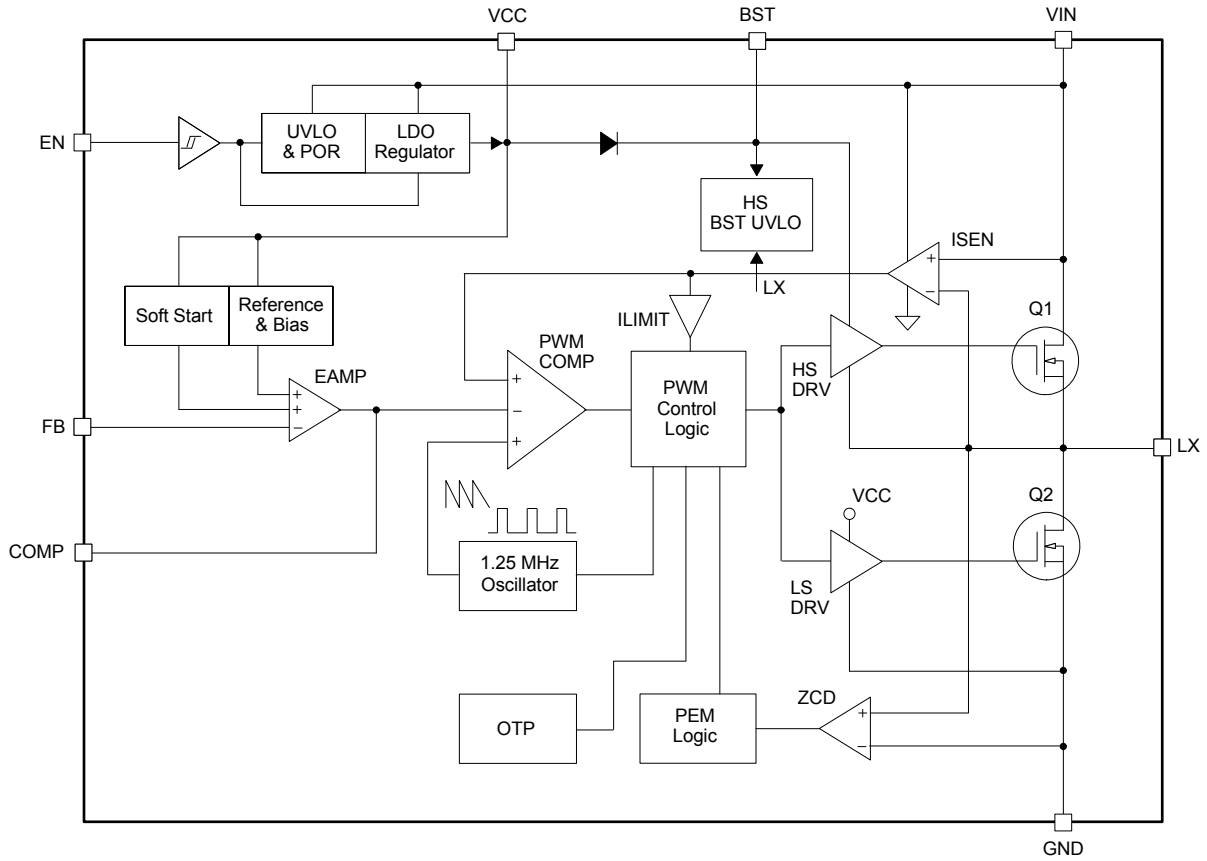 VCC
BST
VIN
EN
UVLO
& POR
LDO
Regulator
HS
BST UVLO
LX
ISEN
+
−
Soft Start
Reference
& Bias
ILIMIT
Q1
PWM
COMP
EAMP
+
+
−
+
−
+
PWM
Control
Logic
HS
DRV
FB
LX
COMP
VCC
Q2
1.25 MHz
Oscillator
LS
DRV
OTP
PEM
Logic
ZCD
+
−
GND